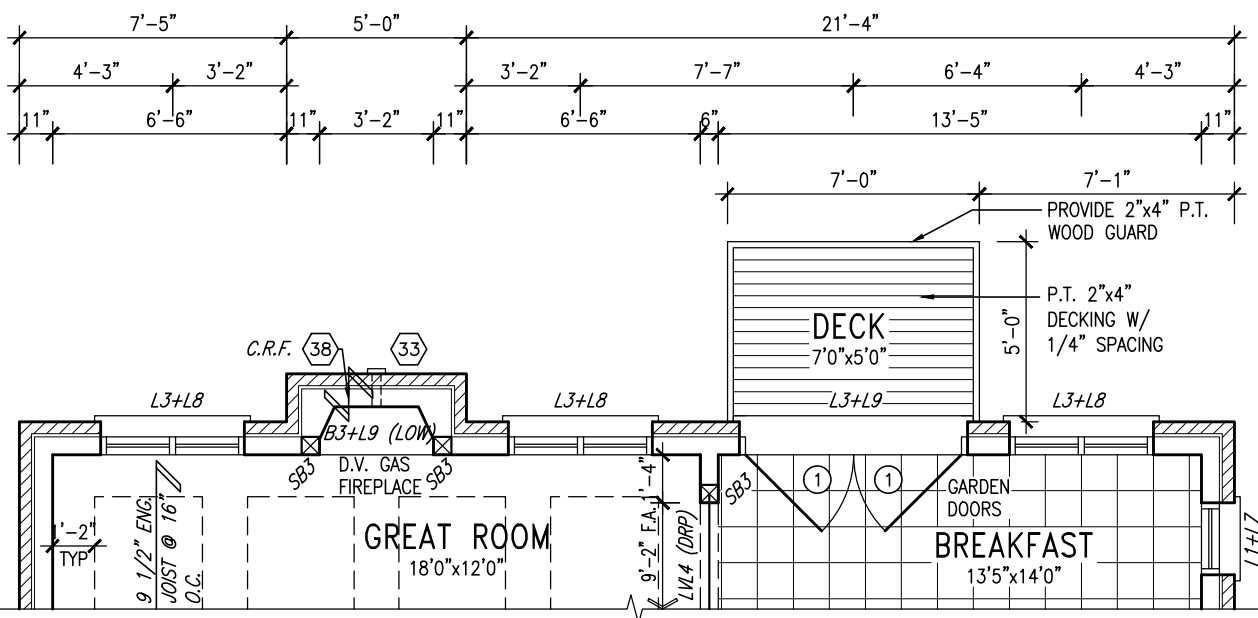 7'-5" 5'-0" 21'-4"
4'-3" 3'-2" 3'-2" 7'-7" 6'-4" 4'-3"
11" 6'-6" 11" 3'-2" 11" 6'-6" 6" 13'-5" 11"
7'-0" 7'-1"
PROVIDE 2"x4" P.T.
WOOD GUARD
P.T. 2"x4"
DECKING W/
1/4" SPACING
5'-0"
DECK
7'0"x5'0"
C.R.F. 38 33
L3+L8 L3+L8 L3+L9 L3+L8
B3+L9 (LOW)
SB3 SB3 SB3
D.V. GAS
FIREPLACE
1'-4"
9'-2" F.A.
LVL4 (DRP)
1 1
GARDEN
DOORS
GREAT ROOM
18'0"x12'0"
BREAKFAST
13'5"x14'0"
1'-2"
TYP
9 1/2" ENG.
JOIST @ 16"
O.C.
L1+L7